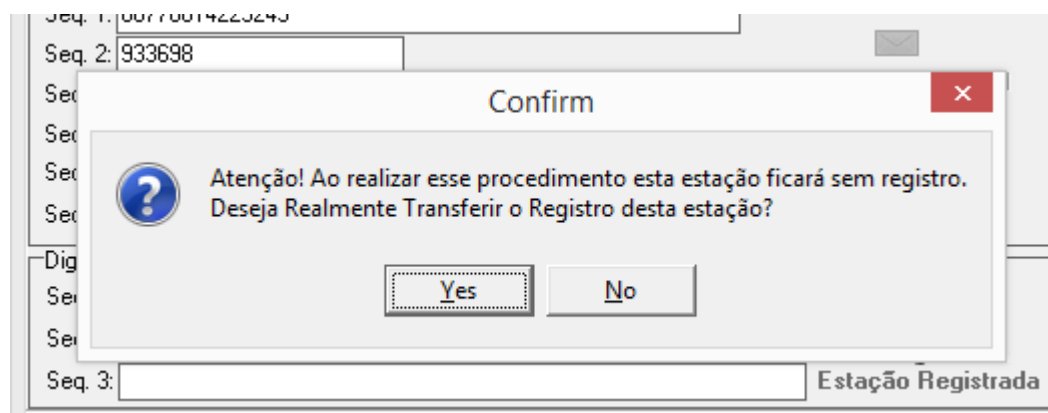 Seq. 2: 933698
Confirm
Atenção! Ao realizar esse procedimento esta estação ficará sem registro.
Deseja Realmente Transferir o Registro desta estação?
Yes No
Seq. 3:
Estação Registrada